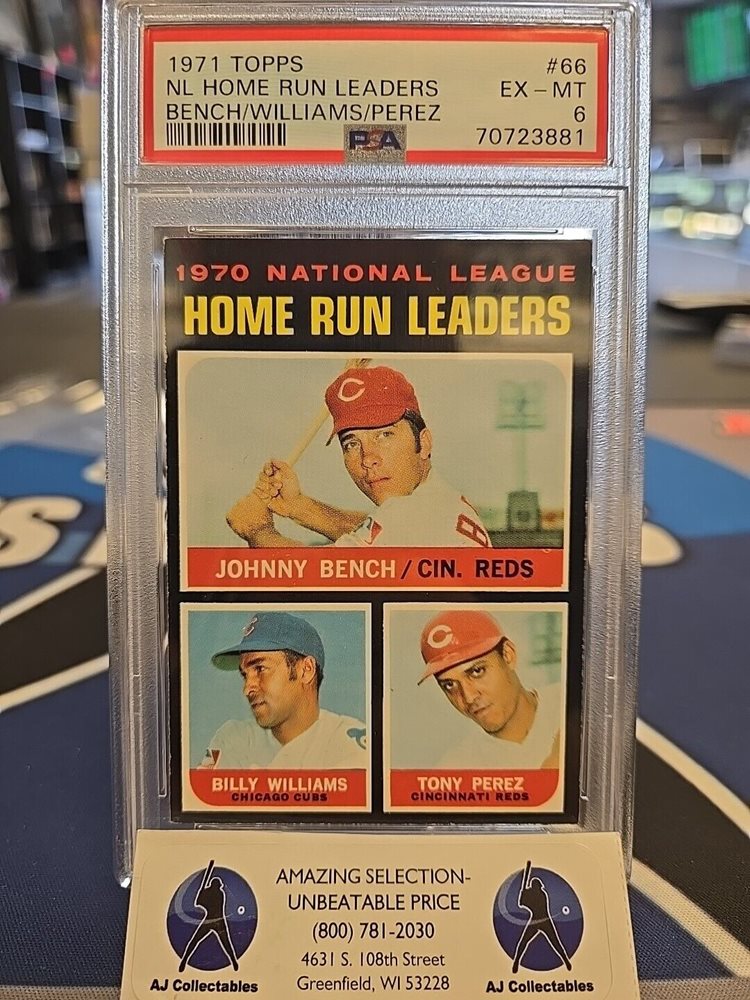 1971 TOPPS #66
NL HOME RUN LEADERS EX - MT
BENCH/WILLIAMS/PEREZ 6
PSA 70723881
1970 NATIONAL LEAGUE
HOME RUN LEADERS
C
JOHNNY BENCH / CIN. REDS
C
BILLY WILLIAMS
CHICAGO CUBS
C
TONY PEREZ
CINCINNATI REDS
AMAZING SELECTION-
UNBEATABLE PRICE
(800) 781-2030
4631 S. 108th Street
Greenfield, WI 53228
AJ Collectables
AJ Collectables